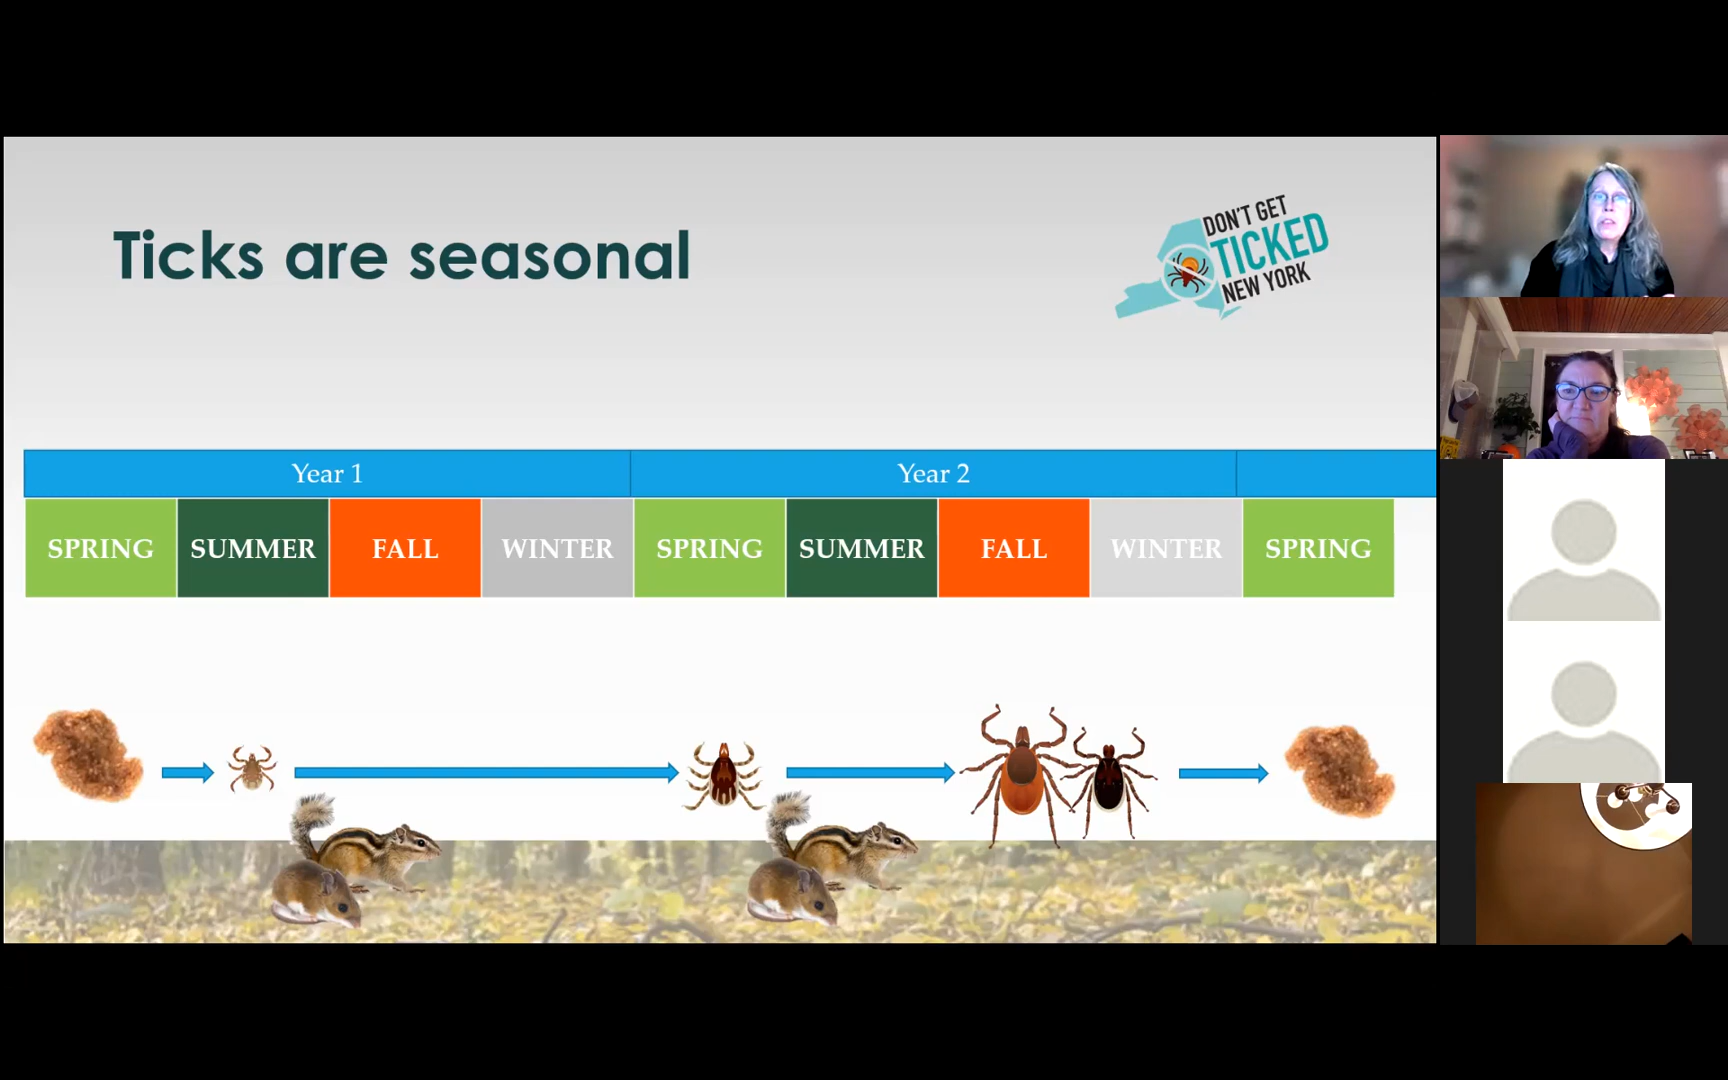 Ticks are seasonal
DON'T GET
TICKED
NEW YORK
Year 1
Year 2
SPRING
SUMMER
FALL
WINTER
SPRING
SUMMER
FALL
WINTER
SPRING